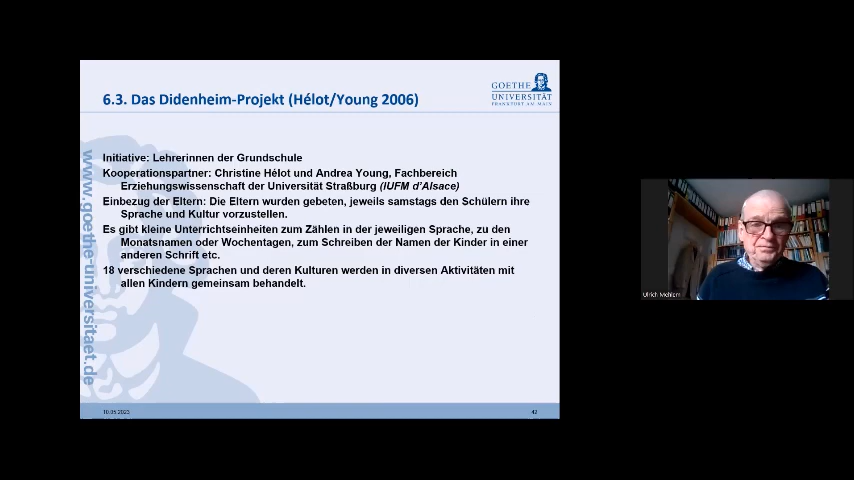 6.3. Das Didenheim-Projekt (Hélot/Young 2006)
GOETHE
UNIVERSITÄT
FRANKFURT AM MAIN
Initiative: Lehrerinnen der Grundschule
Kooperationspartner: Christine Hélot und Andrea Young, Fachbereich
Erziehungswissenschaft der Universität Straßburg (IUFM d'Alsace)
Einbezug der Eltern: Die Eltern wurden gebeten, jeweils samstags den Schülern ihre
Sprache und Kultur vorzustellen.
Es gibt kleine Unterrichtseinheiten zum Zählen in der jeweiligen Sprache, zu den
Monatsnamen oder Wochentagen, zum Schreiben der Namen der Kinder in einer
anderen Schrift etc.
18 verschiedene Sprachen und deren Kulturen werden in diversen Aktivitäten mit
allen Kindern gemeinsam behandelt.
www.goethe-universitaet.de
42
Ulrich Mehlem